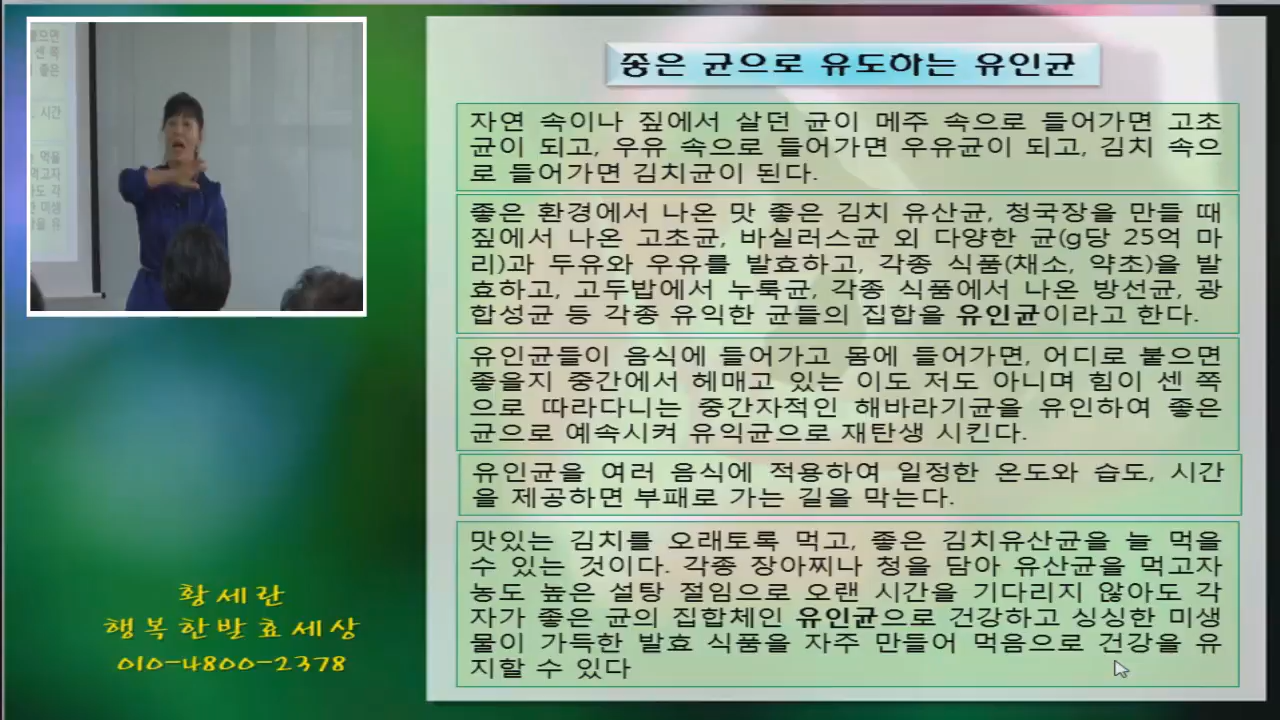 좋은 균으로 유도하는 유인균
자연 속이나 짚에서 살던 균이 메주 속으로 들어가면 고초
균이 되고, 우유 속으로 들어가면 우유균이 되고, 김치 속으
로 들어가면 김치균이 된다.
좋은 환경에서 나온 맛 좋은 김치 유산균, 청국장을 만들 때
짚에서 나온 고초균, 바실러스균 외 다양한 균(g당 25억 마
리)과 두유와 우유를 발효하고, 각종 식품(채소, 약초)을 발
효하고, 고두밥에서 누룩균, 각종 식품에서 나온 방선균, 광
합성균 등 각종 유익한 균들의 집합을 유인균이라고 한다.
유인균들이 음식에 들어가고 몸에 들어가면, 어디로 붙으면
좋을지 중간에서 헤매고 있는 이도 저도 아니며 힘이 센 쪽
으로 따라다니는 중간자적인 해바라기균을 유인하여 좋은
균으로 예속시켜 유익균으로 재탄생 시킨다.
유인균을 여러 음식에 적용하여 일정한 온도와 습도, 시간
을 제공하면 부패로 가는 길을 막는다.
맛있는 김치를 오래토록 먹고, 좋은 김치유산균을 늘 먹을
수 있는 것이다. 각종 장아찌나 청을 담아 유산균을 먹고자
농도 높은 설탕 절임으로 오랜 시간을 기다리지 않아도 각
자가 좋은 균의 집합체인 유인균으로 건강하고 싱싱한 미생
물이 가득한 발효 식품을 자주 만들어 먹음으로 건강을 유
지할 수 있다
황세란
행복한발효세상
010-4800-2378